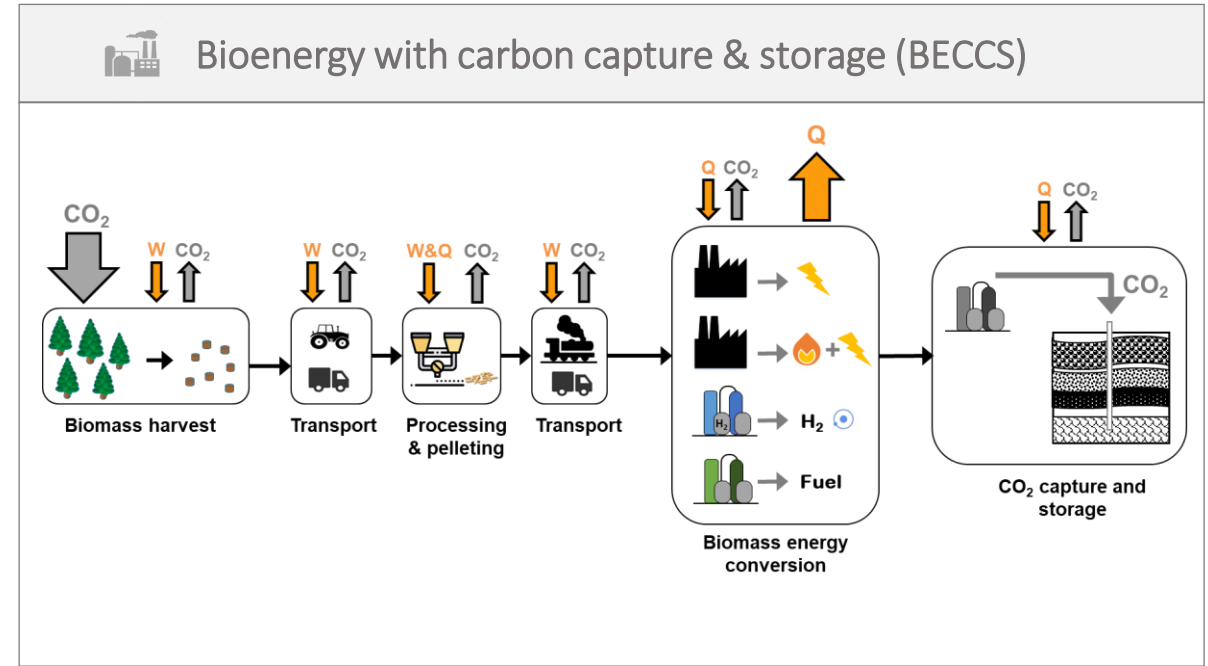 Bioenergy with carbon capture & storage (BECCS)
CO₂
W CO₂
Biomass harvest
W CO₂
Transport
W&Q CO₂
Processing
& pelleting
W CO₂
Transport
Q CO₂
Q
H₂
H₂
Fuel
Biomass energy
conversion
Q CO₂
CO₂
CO₂ capture and
storage